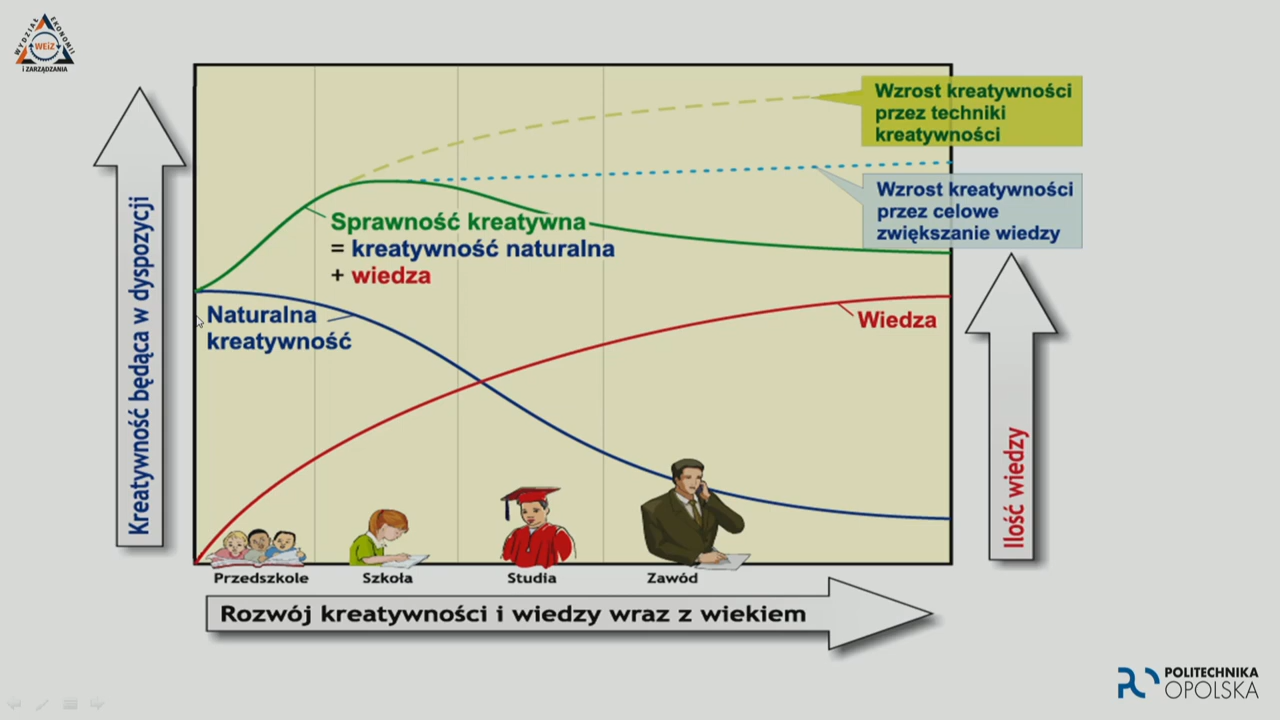 WYDZIAŁ EKONOMII
WEiZ
I ZARZĄDZANIA
Kreatywność będąca w dyspozycji
Wzrost kreatywności
przez techniki
kreatywności
Wzrost kreatywności
przez celowe
zwiększanie wiedzy
Sprawność kreatywna
= kreatywność naturalna
+ wiedza
Naturalna
kreatywność
Wiedza
Ilość wiedzy
Przedszkole Szkoła Studia Zawód
Rozwój kreatywności i wiedzy wraz z wiekiem
POLITECHNIKA
OPOLSKA